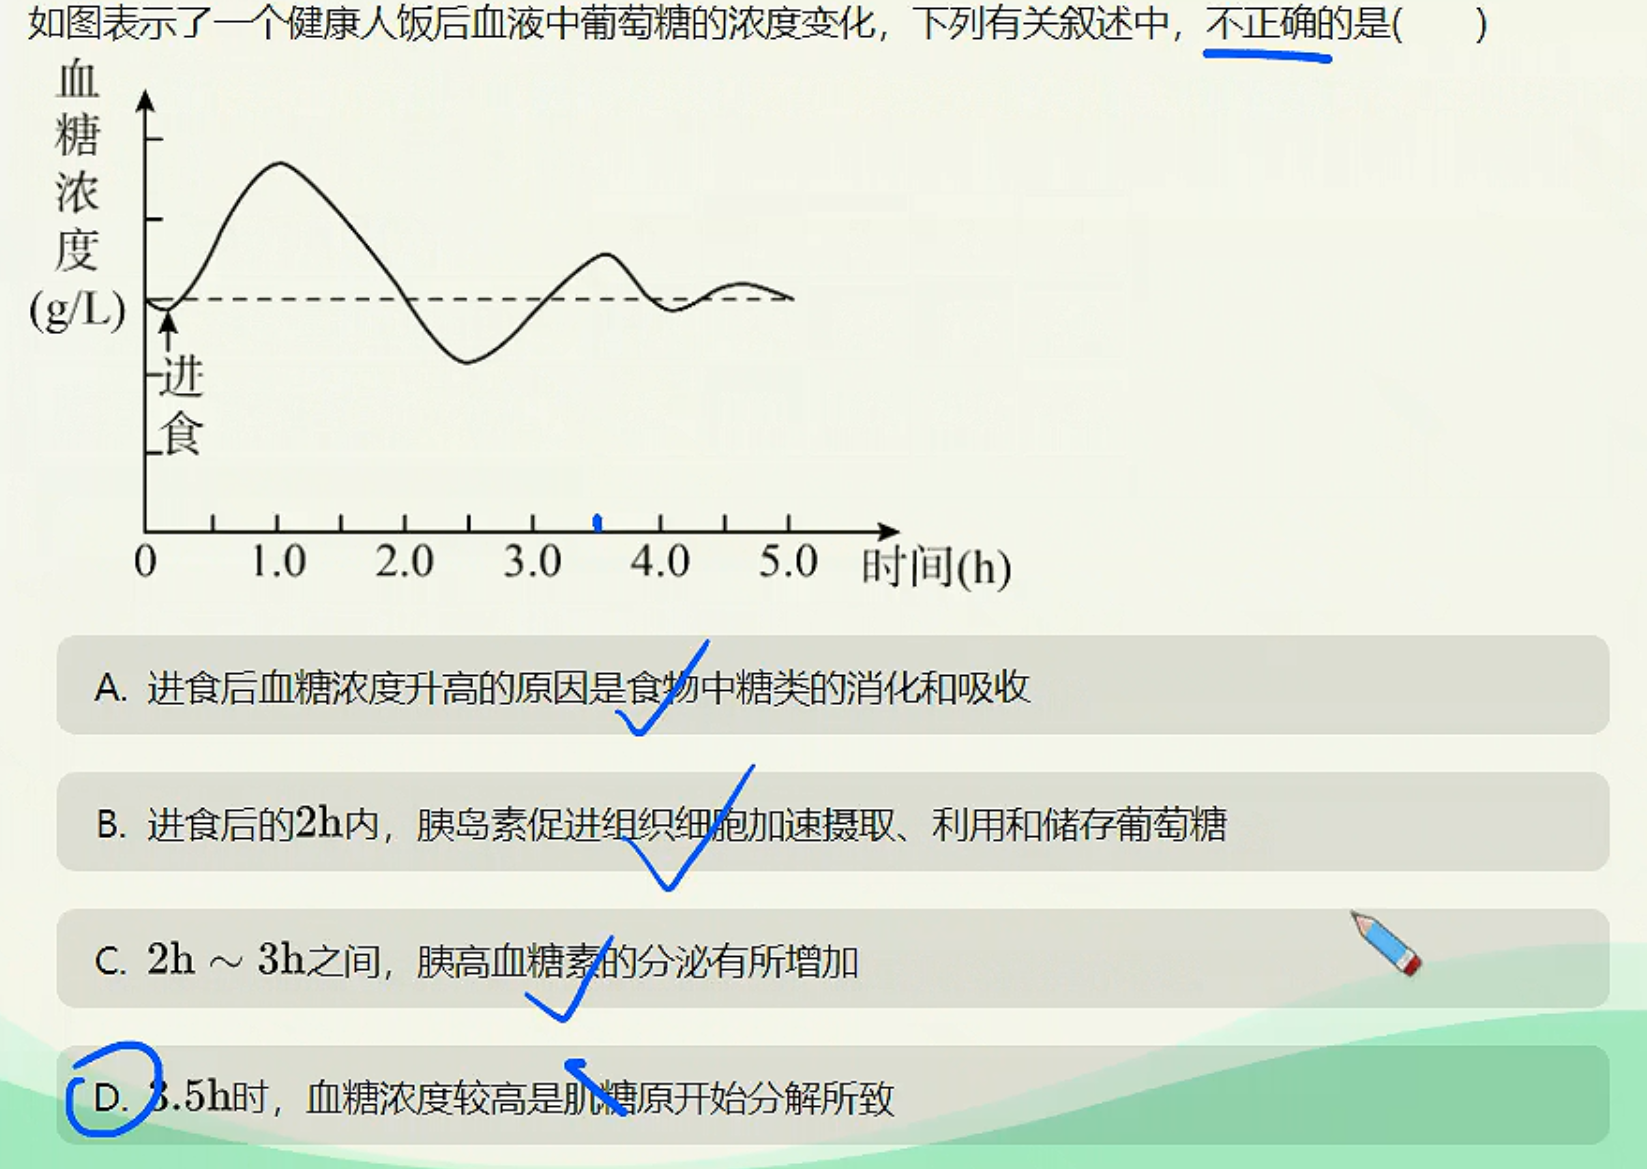 如图表示了一个健康人饭后血液中葡萄糖的浓度变化，下列有关叙述中，不正确的是(　　)
血糖浓度(g/L)
进食
0 1.0 2.0 3.0 4.0 5.0 时间(h)
A. 进食后血糖浓度升高的原因是食物中糖类的消化和吸收
B. 进食后的2h内，胰岛素促进组织细胞加速摄取、利用和储存葡萄糖
C. 2h ~ 3h之间，胰高血糖素的分泌有所增加
D. 3.5h时，血糖浓度较高是肌糖原开始分解所致